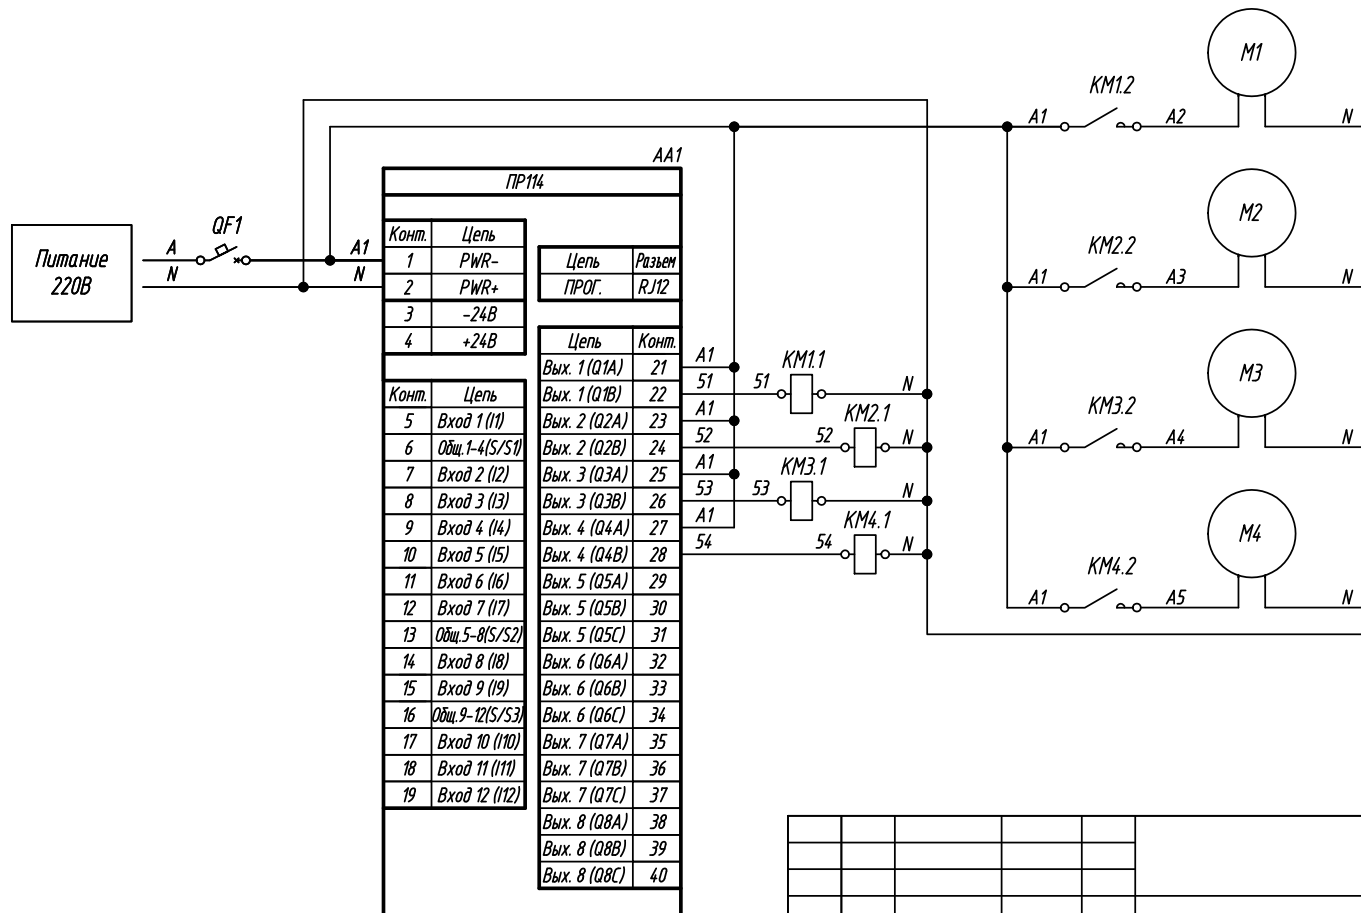 M1
KM1.2
A1 A2 N
AA1
ПР114
M2
KM2.2
A1 A3 N
Питание
220В
A QF1 A1
N N
Конт. Цепь
1 PWR-
2 PWR+
3 -24В
4 +24В
Цепь Разъем
ПРОГ. RJ12
Конт. Цепь
5 Вход 1 (I1)
6 Общ.1-4(S/S1)
7 Вход 2 (I2)
8 Вход 3 (I3)
9 Вход 4 (I4)
10 Вход 5 (I5)
11 Вход 6 (I6)
12 Вход 7 (I7)
13 Общ.5-8(S/S2)
14 Вход 8 (I8)
15 Вход 9 (I9)
16 Общ.9-12(S/S3)
17 Вход 10 (I10)
18 Вход 11 (I11)
19 Вход 12 (I12)
Цепь Конт.
Вых. 1 (Q1A) 21
Вых. 1 (Q1B) 22
Вых. 2 (Q2A) 23
Вых. 2 (Q2B) 24
Вых. 3 (Q3A) 25
Вых. 3 (Q3B) 26
Вых. 4 (Q4A) 27
Вых. 4 (Q4B) 28
Вых. 5 (Q5A) 29
Вых. 5 (Q5B) 30
Вых. 5 (Q5C) 31
Вых. 6 (Q6A) 32
Вых. 6 (Q6B) 33
Вых. 6 (Q6C) 34
Вых. 7 (Q7A) 35
Вых. 7 (Q7B) 36
Вых. 7 (Q7C) 37
Вых. 8 (Q8A) 38
Вых. 8 (Q8B) 39
Вых. 8 (Q8C) 40
A1 KM1.1
51 51 N
A1 KM2.1
52 52 N
A1 KM3.1
53 53 N
A1 KM4.1
54 54 N
M3
KM3.2
A1 A4 N
M4
KM4.2
A1 A5 N